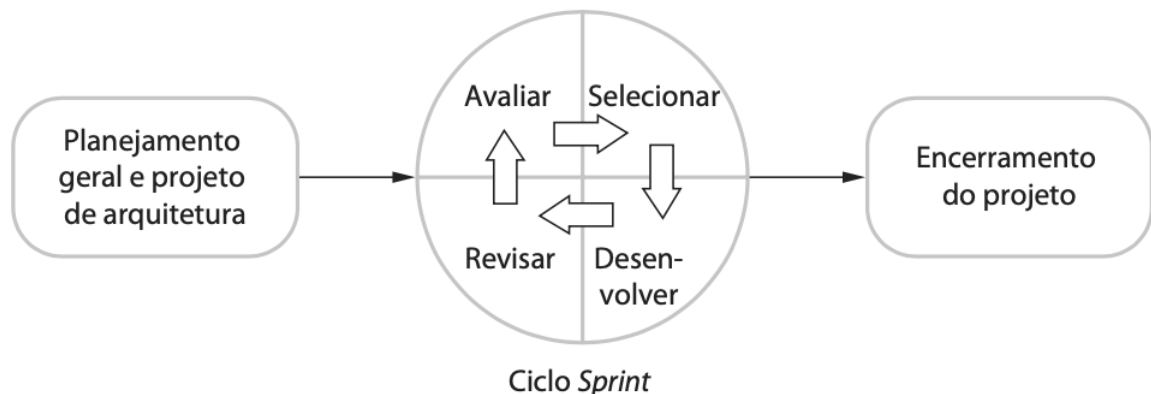 Planejamento
geral e projeto
de arquitetura
Avaliar
Selecionar
Revisar
Desen-
volver
Encerramento
do projeto
Ciclo Sprint